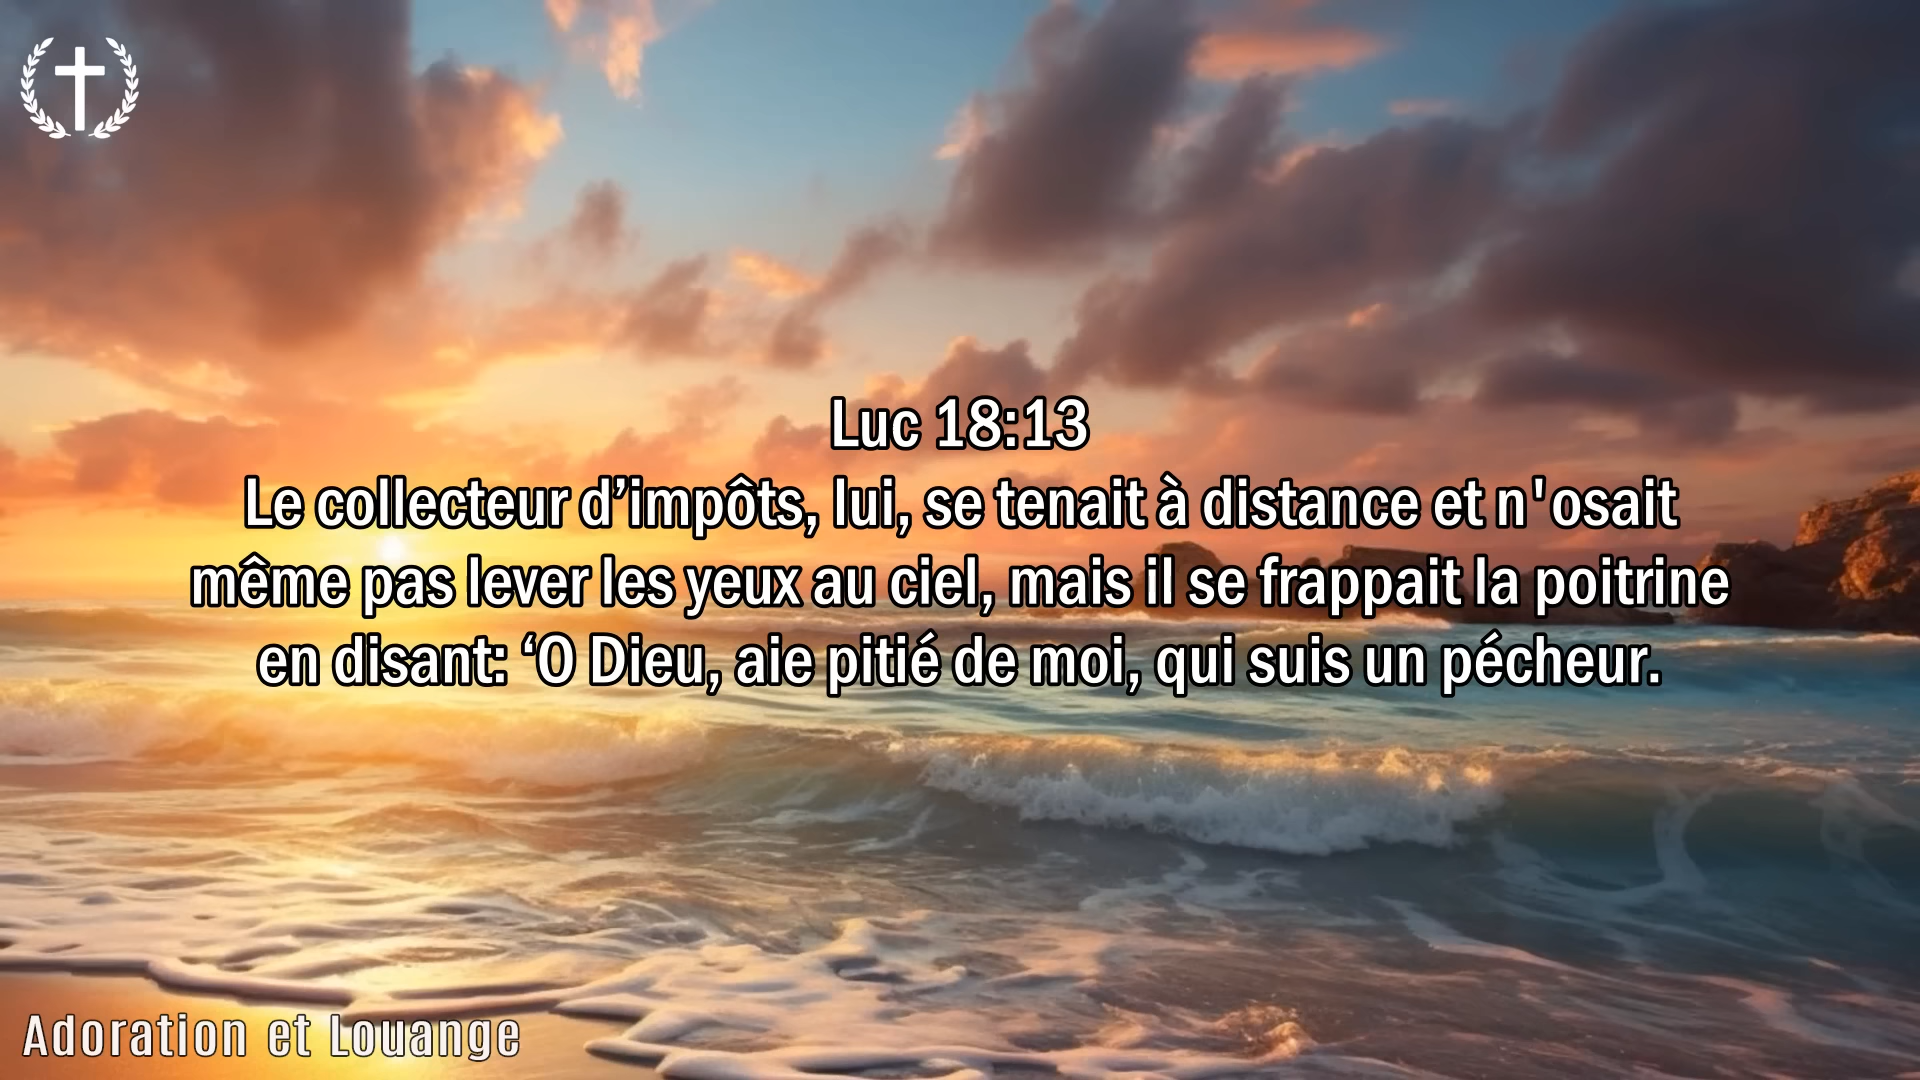 Luc 18:13
Le collecteur d’impôts, lui, se tenait à distance et n'osait
même pas lever les yeux au ciel, mais il se frappait la poitrine
en disant: ‘O Dieu, aie pitié de moi, qui suis un pécheur.
Adoration et Louange